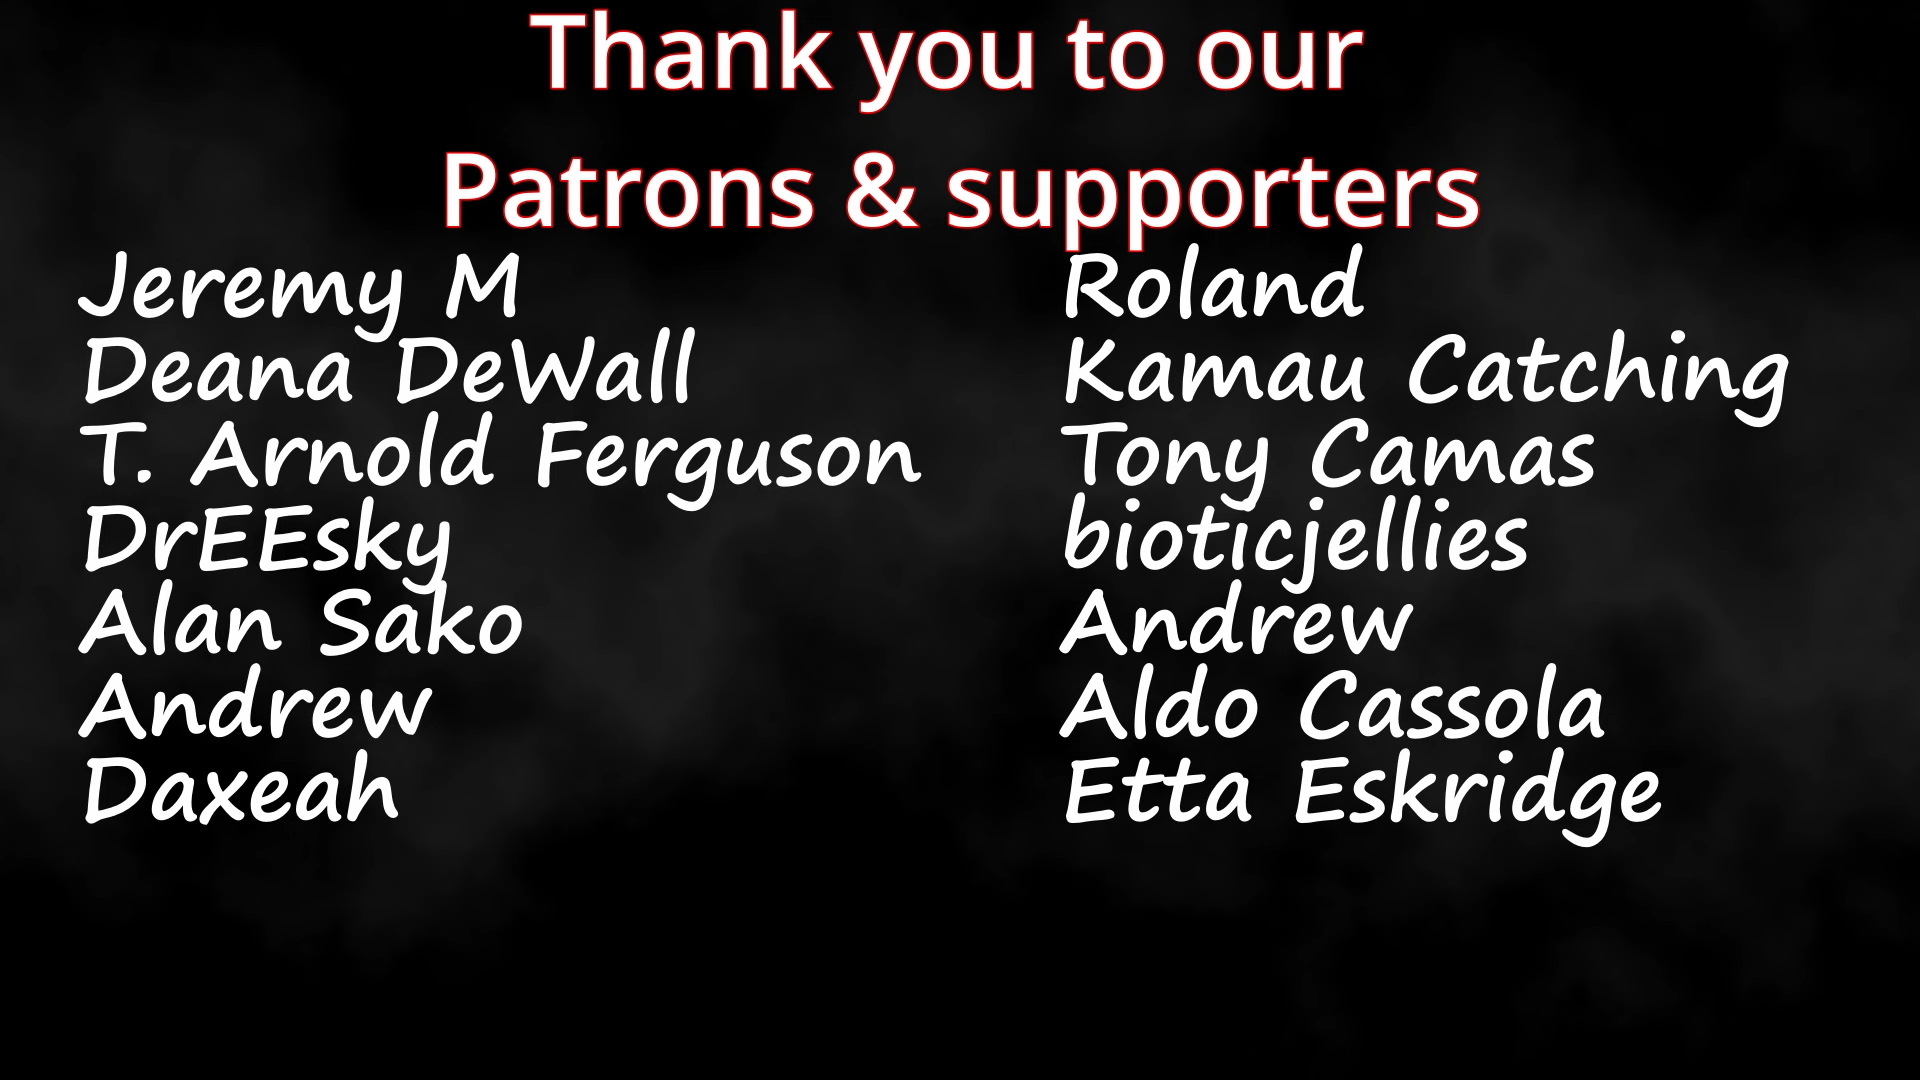 Thank you to our
Patrons & supporters
Jeremy M
Deana DeWall
T. Arnold Ferguson
DrEEsky
Alan Sako
Andrew
Daxeah
Roland
Kamau Catching
Tony Camas
bioticjellies
Andrew
Aldo Cassola
Etta Eskridge